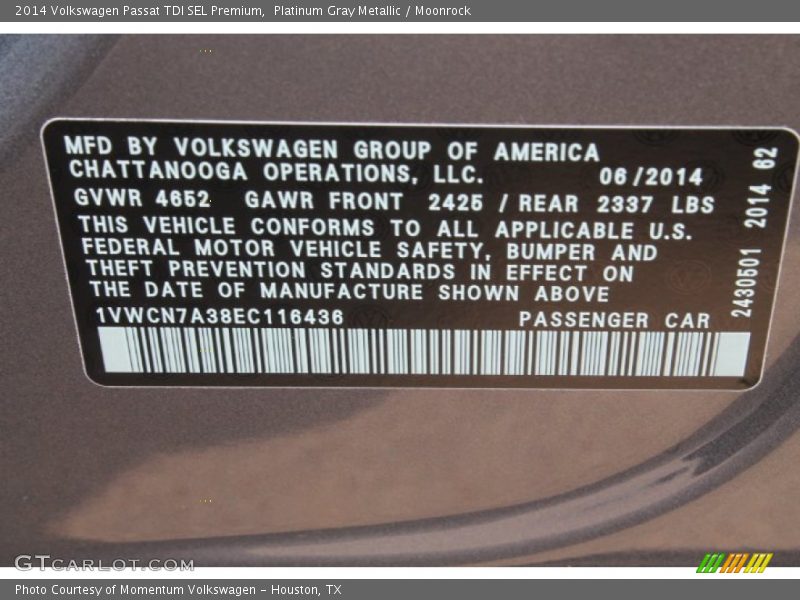 2014 Volkswagen Passat TDI SEL Premium,  Platinum Gray Metallic / Moonrock
MFD BY VOLKSWAGEN GROUP OF AMERICA
CHATTANOOGA OPERATIONS, LLC. 06/2014
GVWR 4652 GAWR FRONT 2425 / REAR 2337 LBS
THIS VEHICLE CONFORMS TO ALL APPLICABLE U.S.
FEDERAL MOTOR VEHICLE SAFETY, BUMPER AND
THEFT PREVENTION STANDARDS IN EFFECT ON
THE DATE OF MANUFACTURE SHOWN ABOVE
1VWCN7A38EC116436 PASSENGER CAR
2430501 2014 62
GTCARLOT.COM
Photo Courtesy of Momentum Volkswagen - Houston, TX